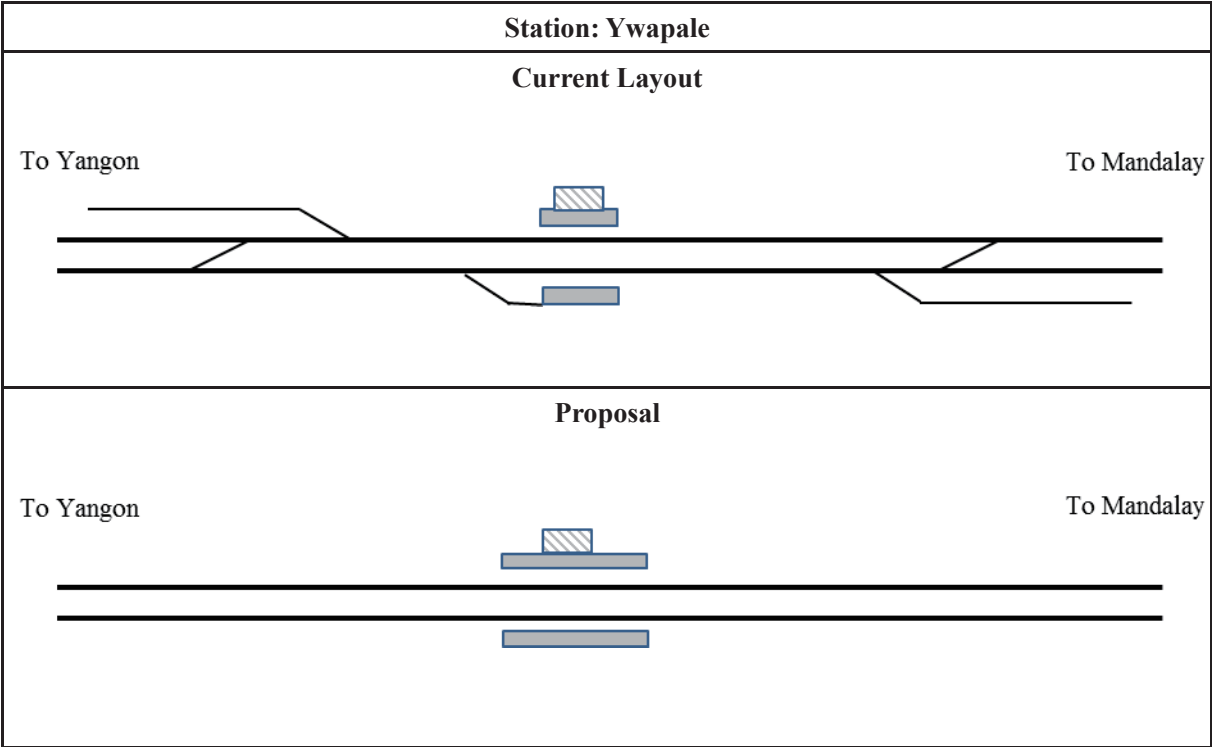 Station: Ywapale
Current Layout
To Yangon
To Mandalay
Proposal
To Yangon
To Mandalay